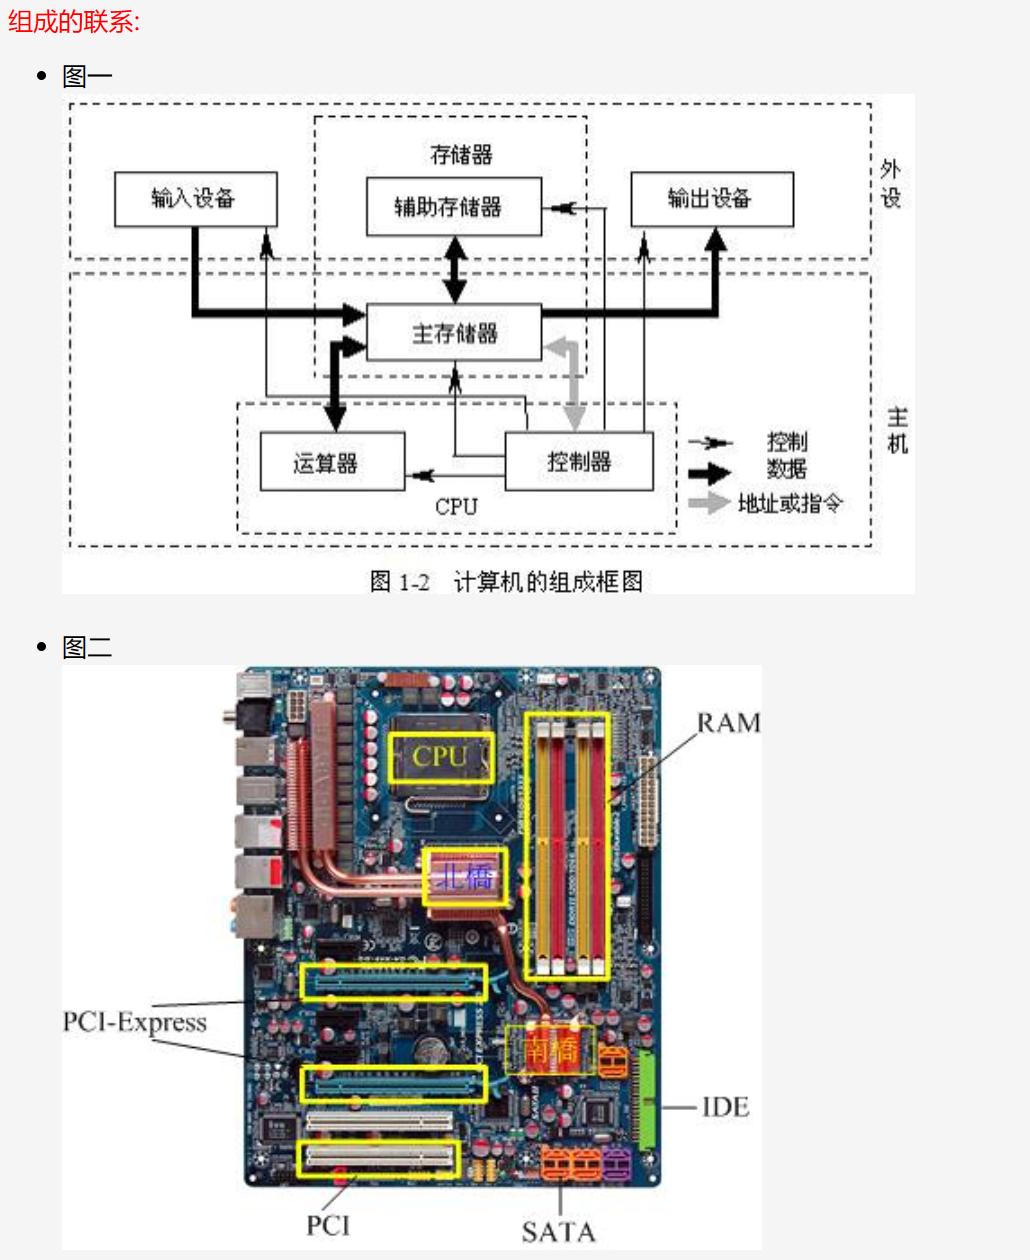 组成的联系:
图一
存储器
外设
输入设备
辅助存储器
输出设备
主存储器
主机
控制
运算器
控制器
数据
CPU
地址或指令
图 1-2 计算机的组成框图
图二
RAM
CPU
北橋
PCI-Express
南橋
IDE
PCI
SATA